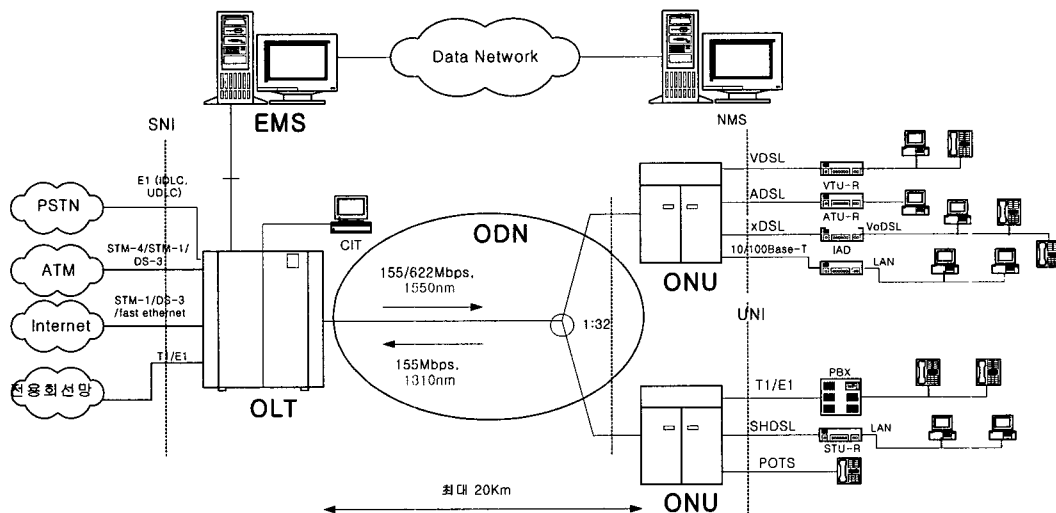 Data Network
EMS
NMS
SNI
E1 (IDLC,
UDLC)
PSTN
STM-4/STM-1/
DS-3
ATM
STM-1/DS-3
/fast ethernet
Internet
T1/E1
전용회선망
OLT
CIT
ODN
155/622Mbps,
1550nm
155Mbps,
1310nm
1:32
최대 20Km
ONU
UNI
ONU
VDSL
VTU-R
ADSL
ATU-R
xDSL
VoDSL
IAD
10/100Base-T
LAN
T1/E1
PBX
SHDSL
STU-R
LAN
POTS